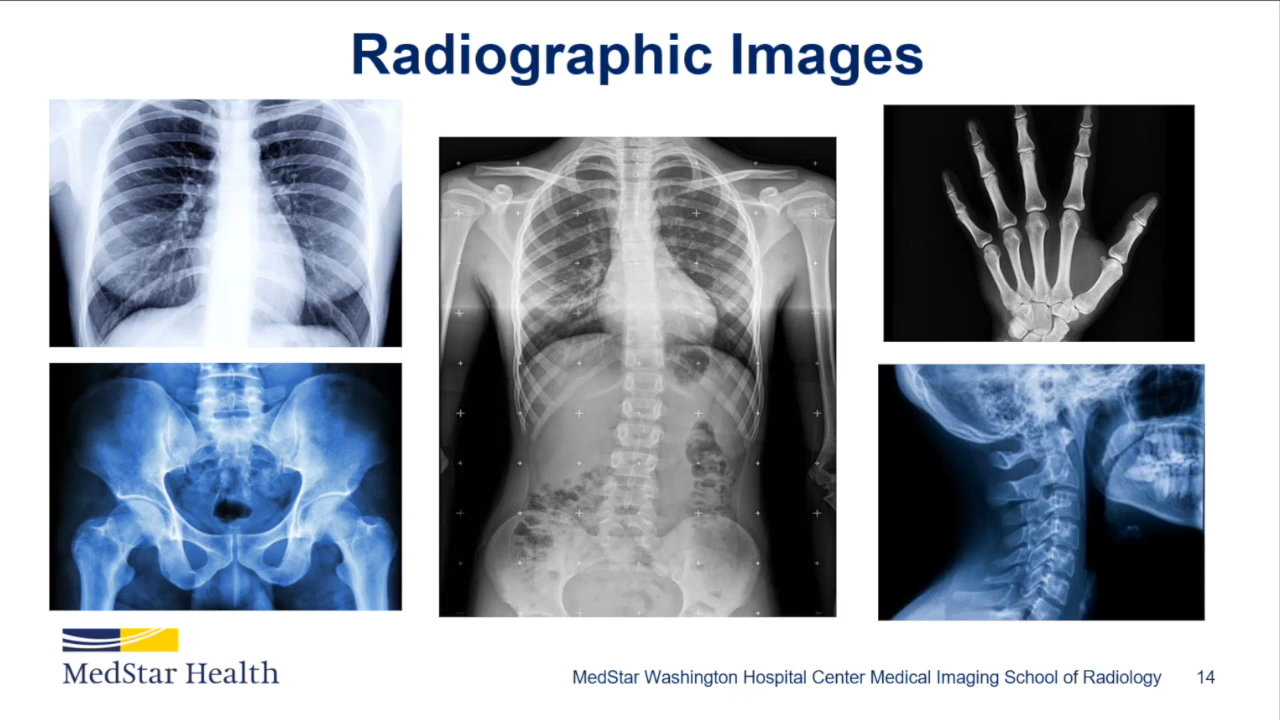 Radiographic Images
MedStar Health
MedStar Washington Hospital Center Medical Imaging School of Radiology 14